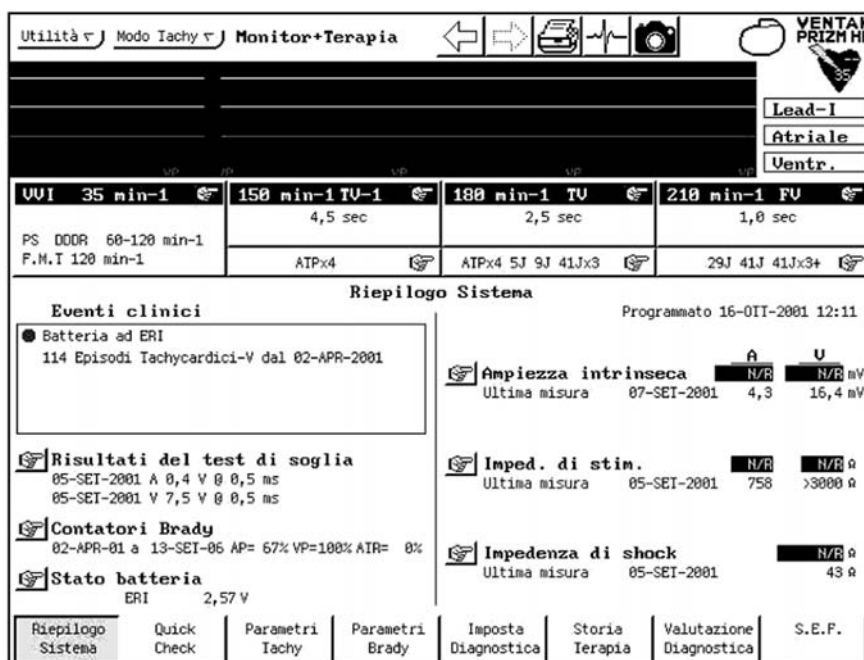 Utilità Modo Tachy Monitor+Terapia
VENTAK
PRIZM HE
35
Lead-I
Atriale
Ventr.
VP VP VP VP VP
VVI 35 min-1 150 min-1 TV-1 180 min-1 TV 210 min-1 FV
4,5 sec 2,5 sec 1,0 sec
PS DDDR 60-120 min-1
F.M.T 120 min-1 ATPx4 ATPx4 5J 9J 41Jx3 29J 41J 41Jx3+
Riepilogo Sistema
Eventi clinici
Programmato 16-OTT-2001 12:11
Batteria ad ERI
114 Episodi Tachycardici-V dal 02-APR-2001
A V
Ampiezza intrinseca N/R N/R mV
Ultima misura 07-SET-2001 4,3 16,4 mV
Risultati del test di soglia
05-SET-2001 A 0,4 V @ 0,5 ms
05-SET-2001 V 7,5 V @ 0,5 ms
Imped. di stim. N/R N/R Ω
Ultima misura 05-SET-2001 758 >3000 Ω
Contatori Brady
02-APR-01 a 13-SET-06 AP= 67% VP=100% ATR= 0%
Impedenza di shock N/R Ω
Ultima misura 05-SET-2001 43 Ω
Stato batteria
ERI 2,57 V
Riepilogo Sistema
Quick Check
Parametri Tachy
Parametri Brady
Imposta Diagnostica
Storia Terapia
Valutazione Diagnostica
S.E.F.